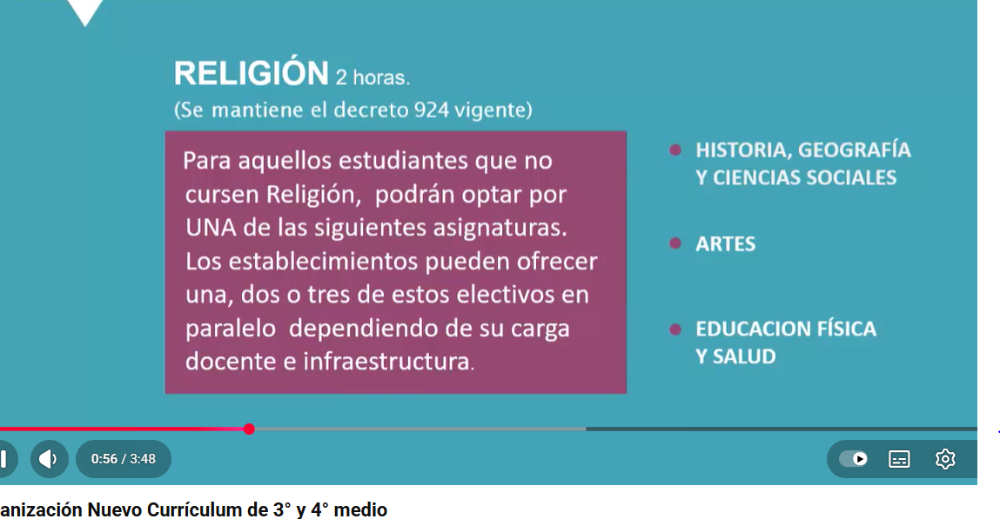 RELIGIÓN 2 horas.
(Se mantiene el decreto 924 vigente)
Para aquellos estudiantes que no
cursen Religión, podrán optar por
UNA de las siguientes asignaturas.
Los establecimientos pueden ofrecer
una, dos o tres de estos electivos en
paralelo dependiendo de su carga
docente e infraestructura.
HISTORIA, GEOGRAFÍA
Y CIENCIAS SOCIALES
ARTES
EDUCACION FÍSICA
Y SALUD
0:56 / 3:48
anización Nuevo Currículum de 3° y 4° medio